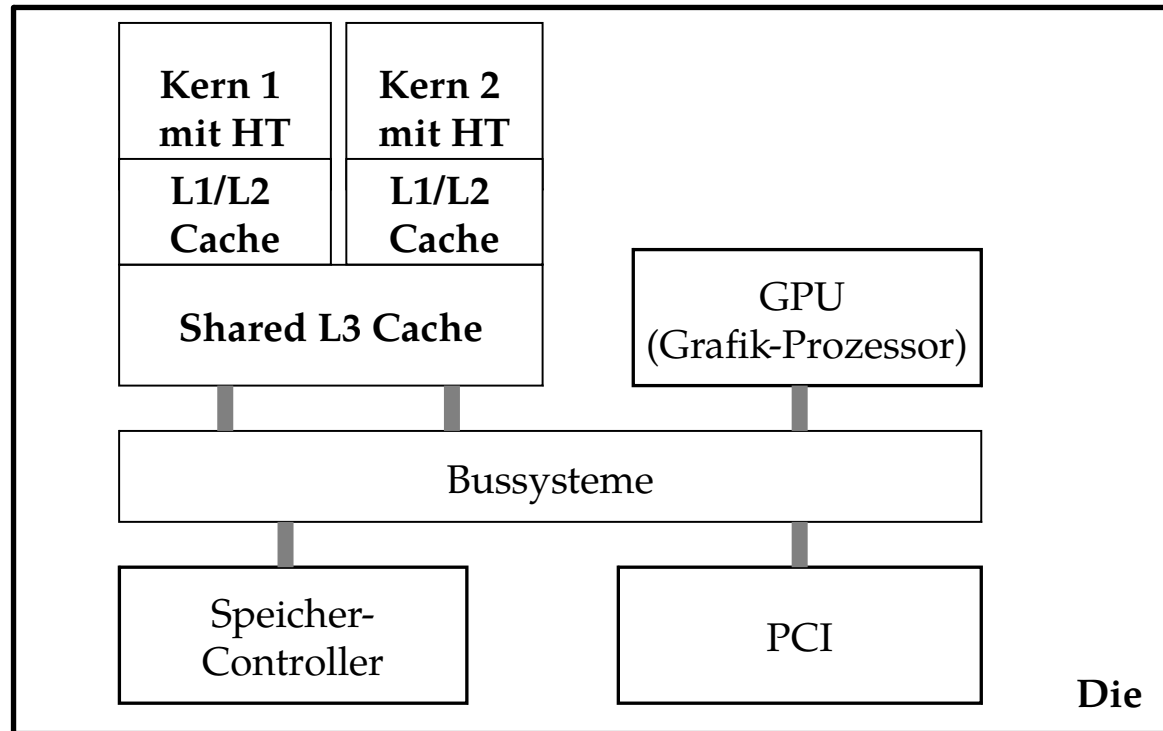 Kern 1
mit HT
Kern 2
mit HT
L1/L2
Cache
L1/L2
Cache
Shared L3 Cache
GPU
(Grafik-Prozessor)
Bussysteme
Speicher-
Controller
PCI
Die